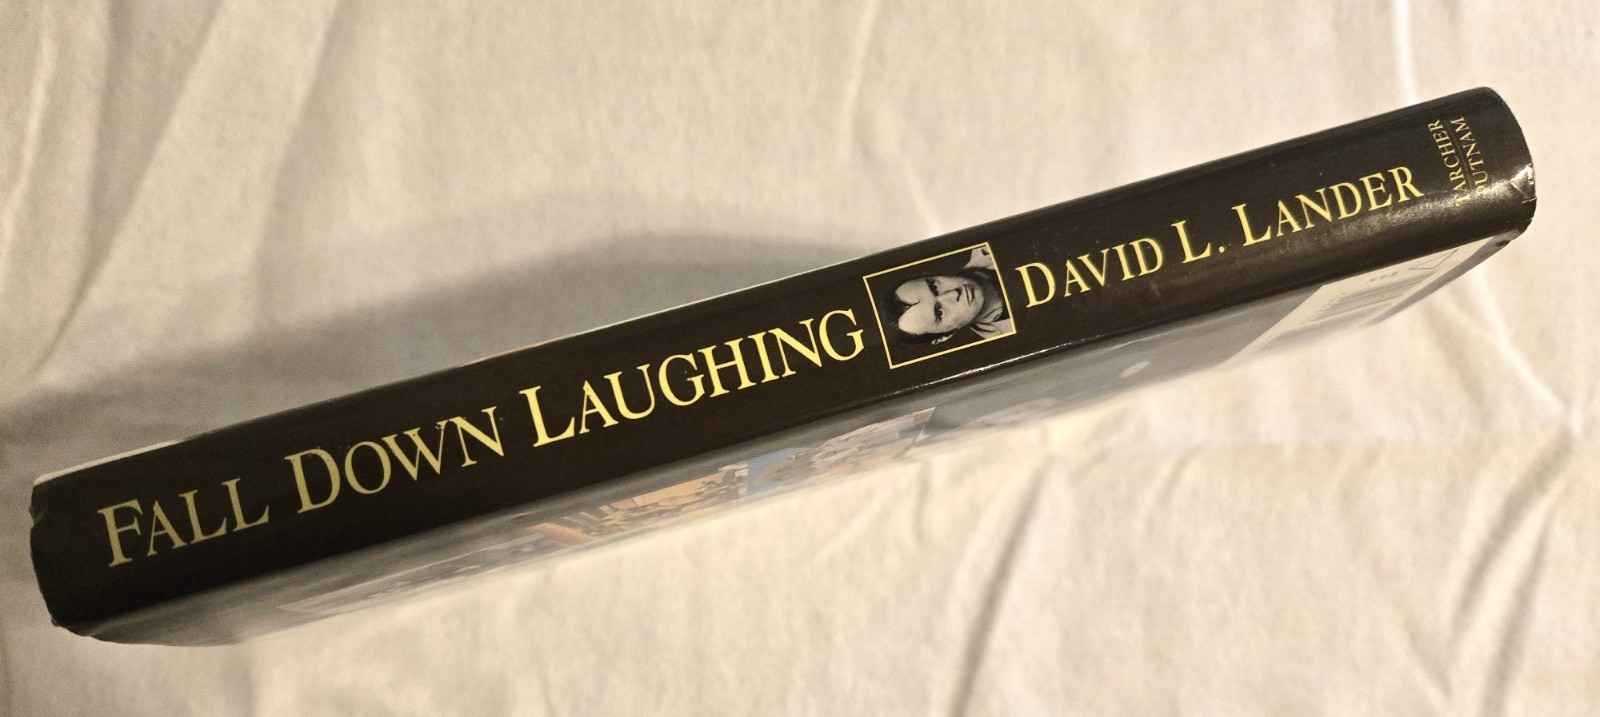 FALL DOWN LAUGHING
DAVID L. LANDER
TARCHER
PUTNAM